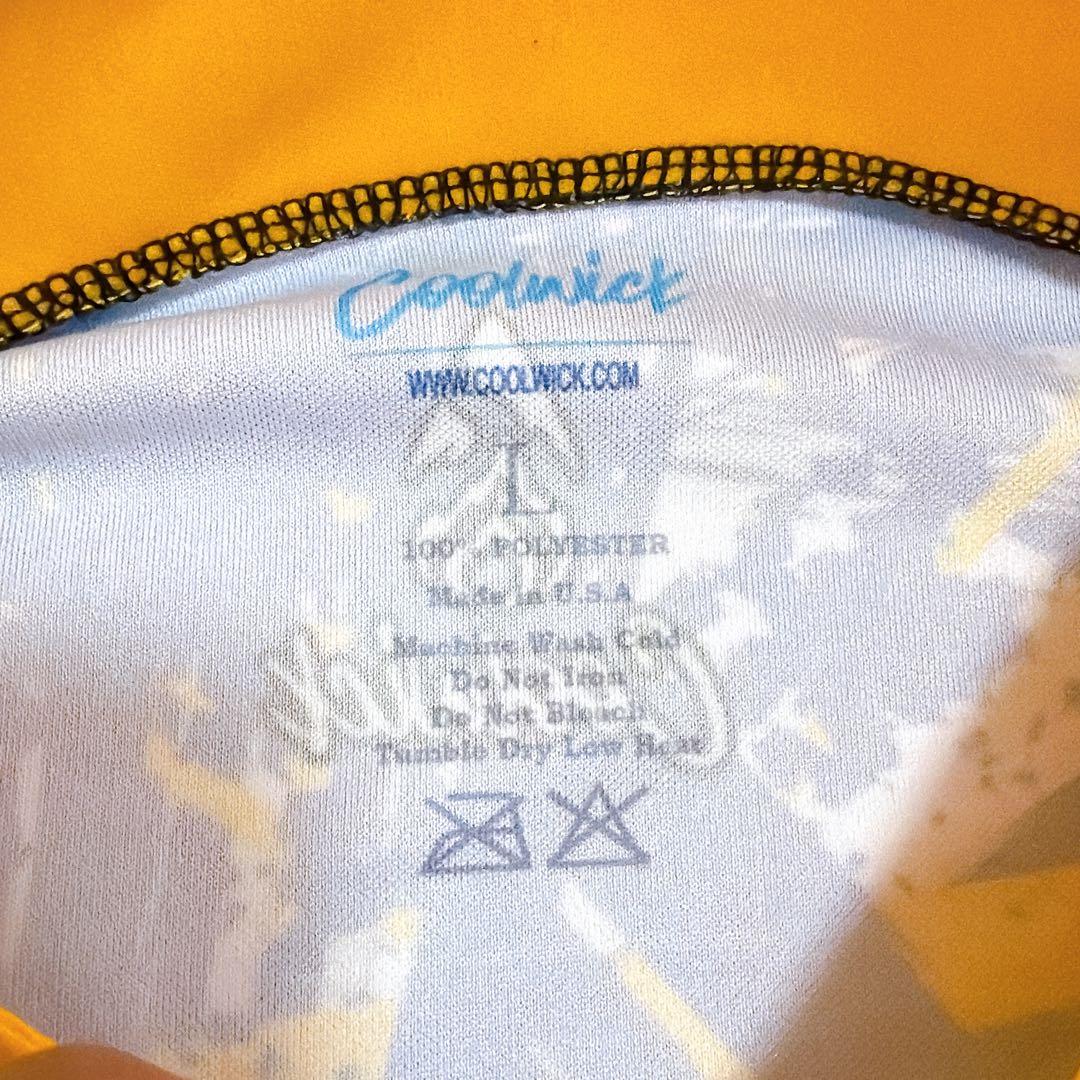 Coolwick
WWW.COOLWICK.COM
L
100% POLYESTER
Made in U.S.A
Machine Wash Cold
Do Not Iron
Do Not Bleach
Tumble Dry Low Heat